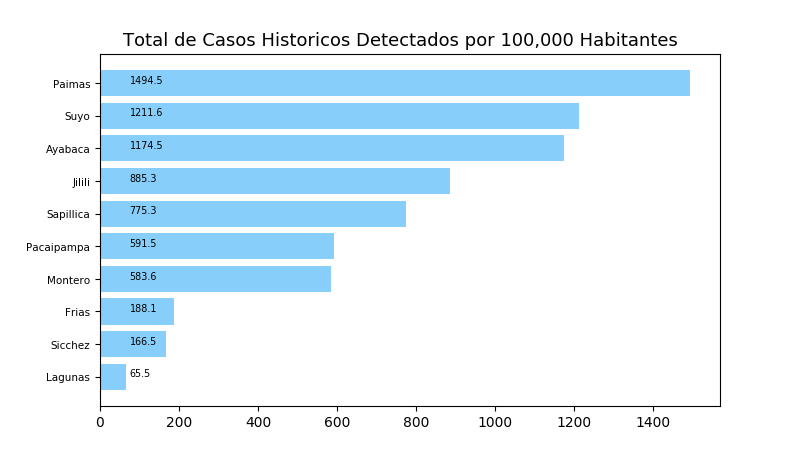 Total de Casos Historicos Detectados por 100,000 Habitantes
Paimas 1494.5
Suyo 1211.6
Ayabaca 1174.5
Jilili 885.3
Sapillica 775.3
Pacaipampa 591.5
Montero 583.6
Frias 188.1
Sicchez 166.5
Lagunas 65.5
0 200 400 600 800 1000 1200 1400